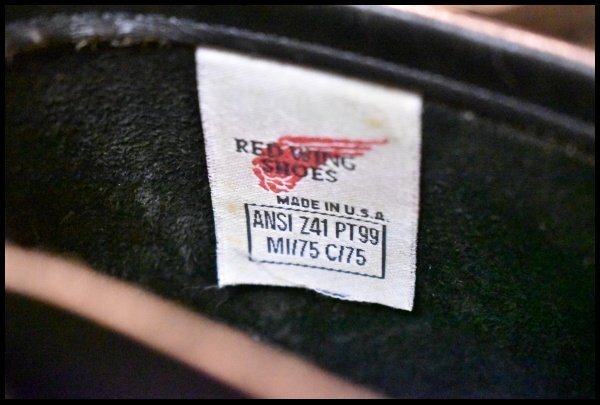 RED WING
SHOES
MADE IN U.S.A.
ANSI Z41 PT99
MI/75 C/75